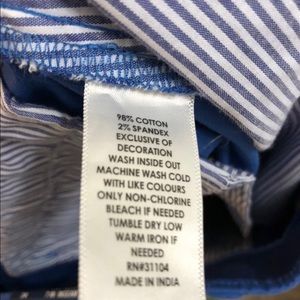 98% COTTON
2% SPANDEX
EXCLUSIVE OF
DECORATION
WASH INSIDE OUT
MACHINE WASH COLD
WITH LIKE COLOURS
ONLY NON-CHLORINE
BLEACH IF NEEDED
TUMBLE DRY LOW
WARM IRON IF
NEEDED
RN#31104
MADE IN INDIA